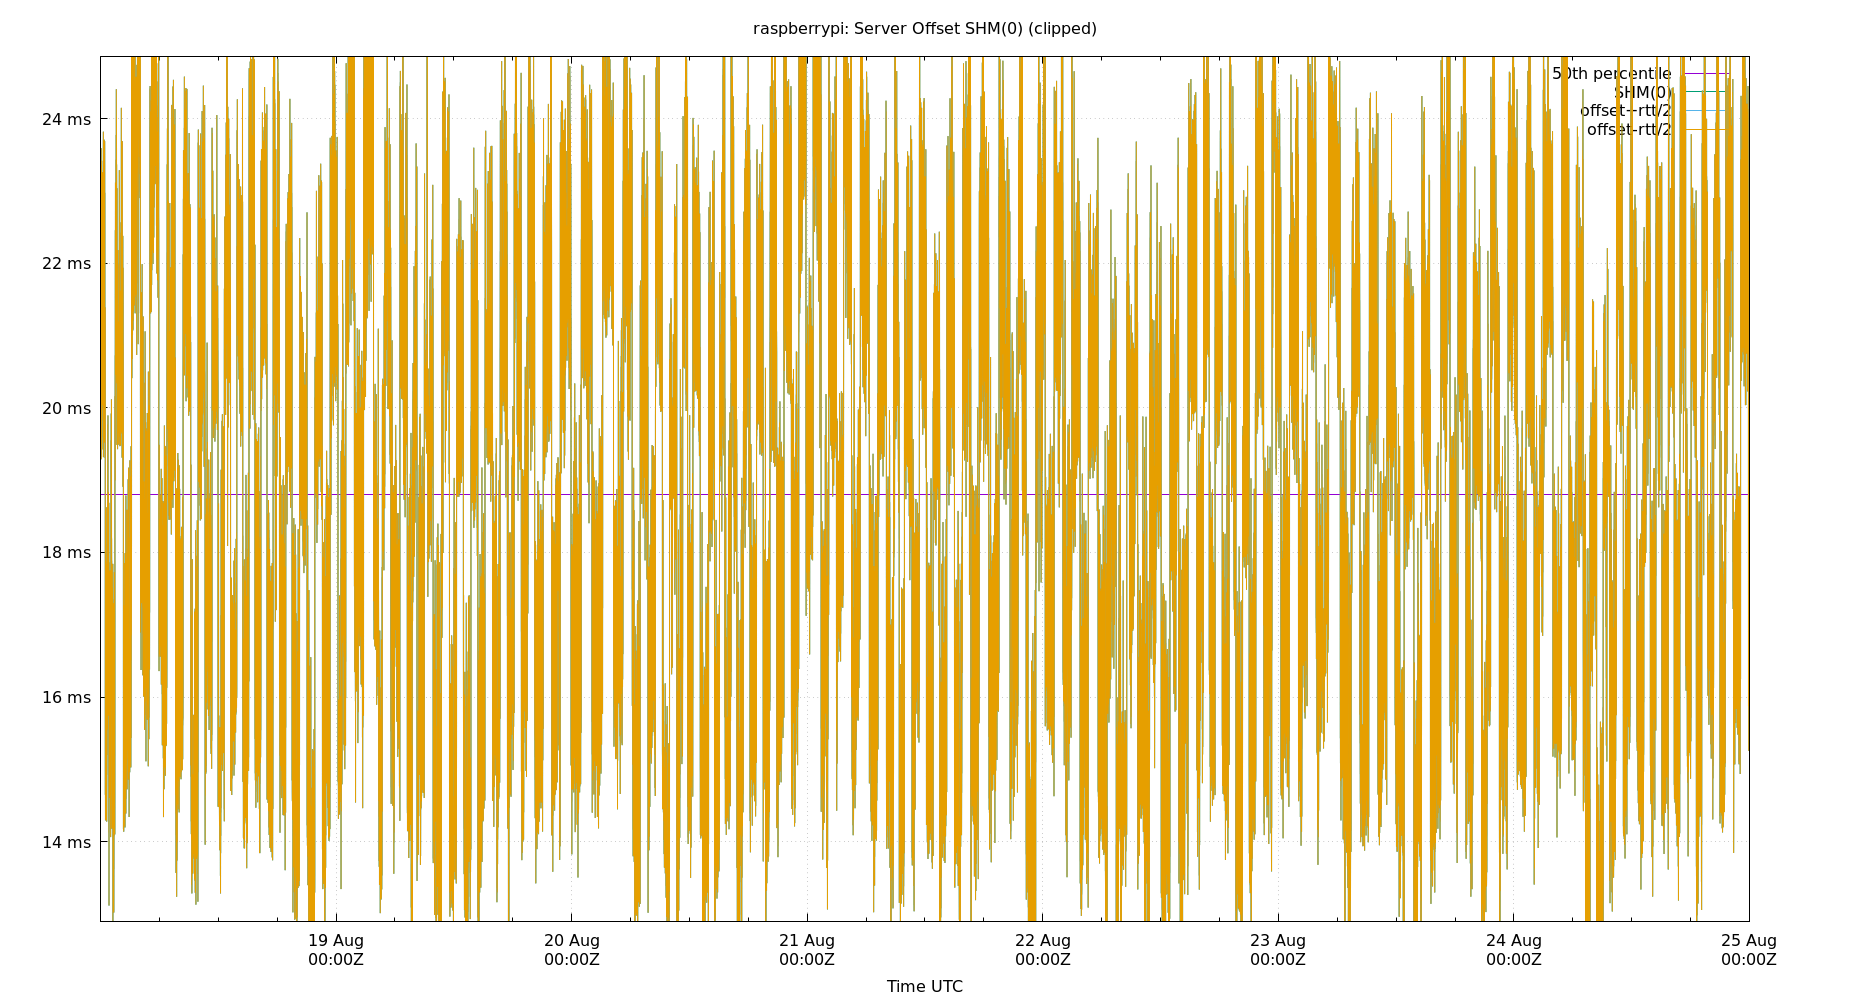 raspberrypi: Server Offset SHM(0) (clipped)
50th percentile
SHM(0)
offset+rtt/2
offset-rtt/2
24 ms
22 ms
20 ms
18 ms
16 ms
14 ms
19 Aug
00:00Z
20 Aug
00:00Z
21 Aug
00:00Z
22 Aug
00:00Z
23 Aug
00:00Z
24 Aug
00:00Z
25 Aug
00:00Z
Time UTC